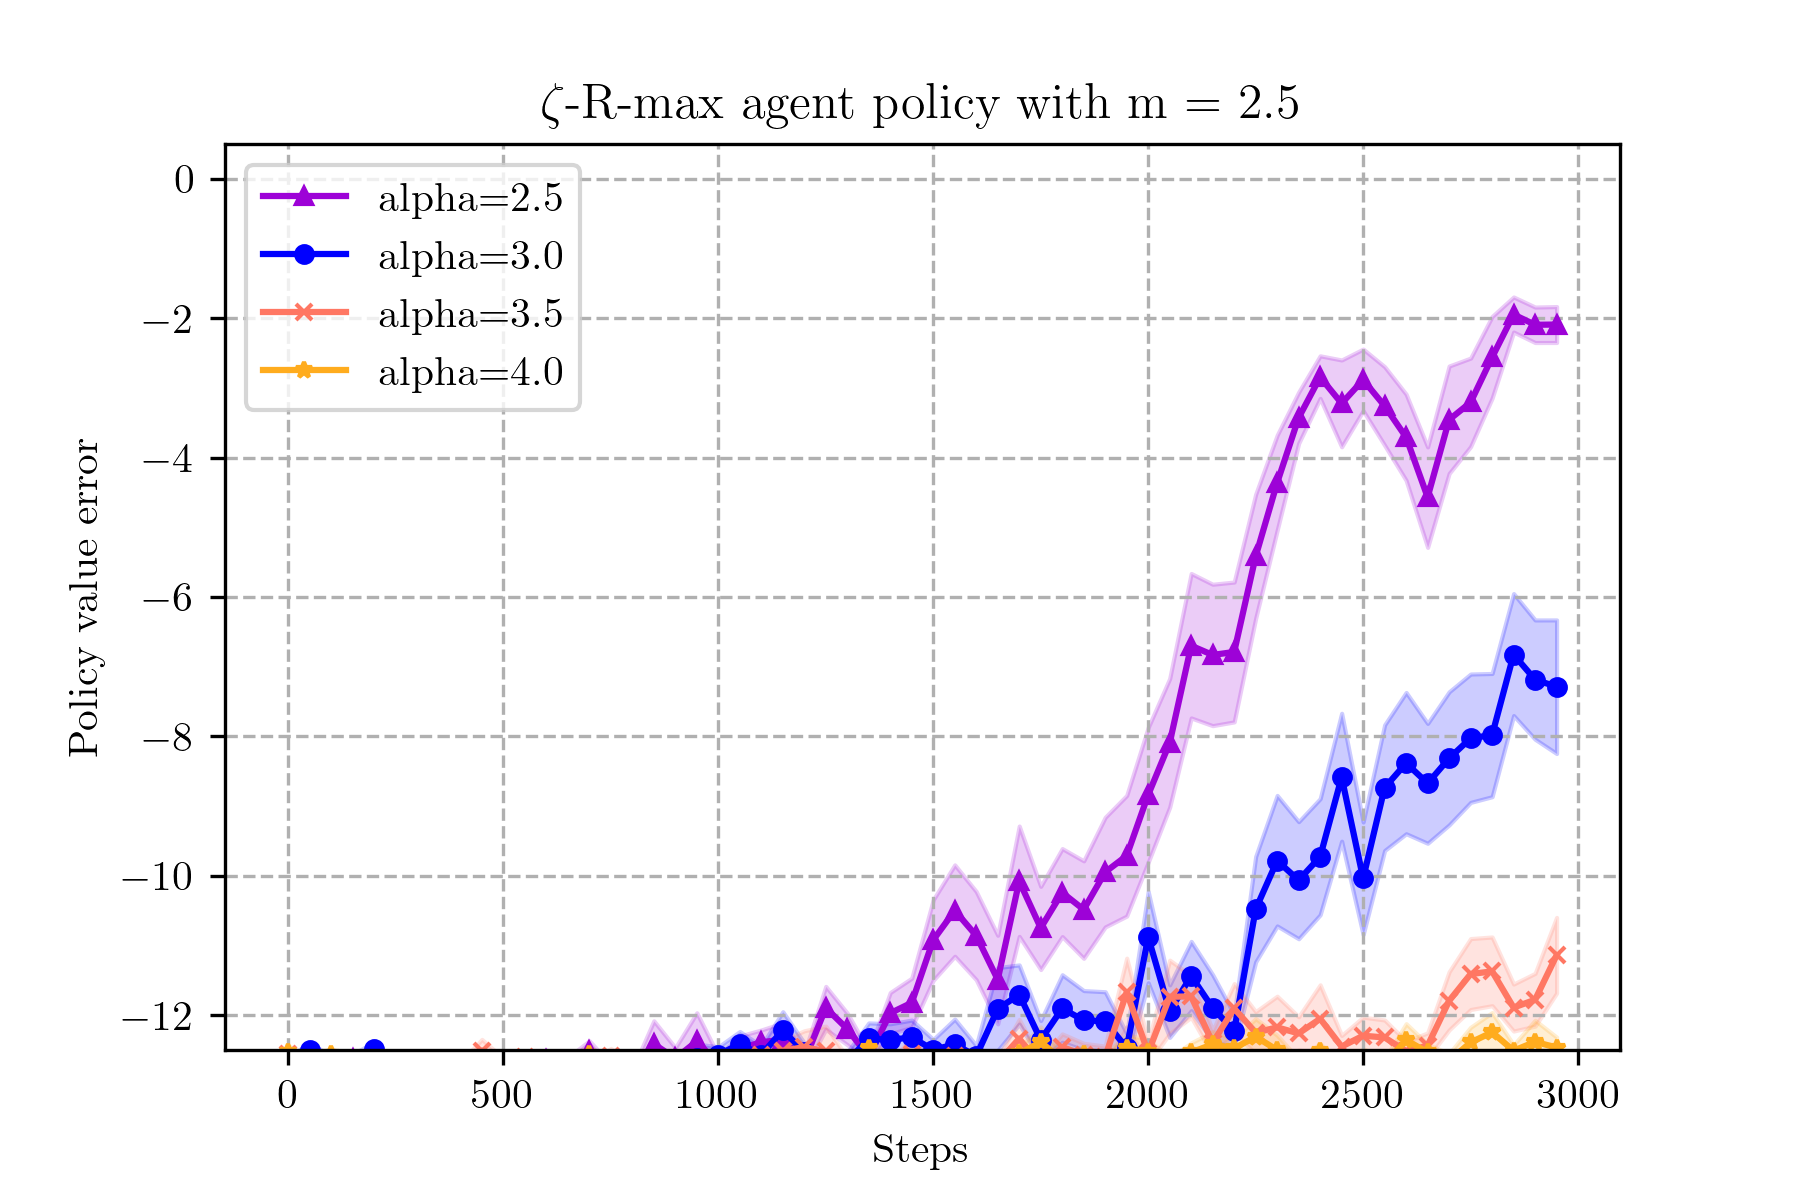 ζ-R-max agent policy with m = 2.5
alpha=2.5
alpha=3.0
alpha=3.5
alpha=4.0
Policy value error
0
−2
−4
−6
−8
−10
−12
0 500 1000 1500 2000 2500 3000
Steps